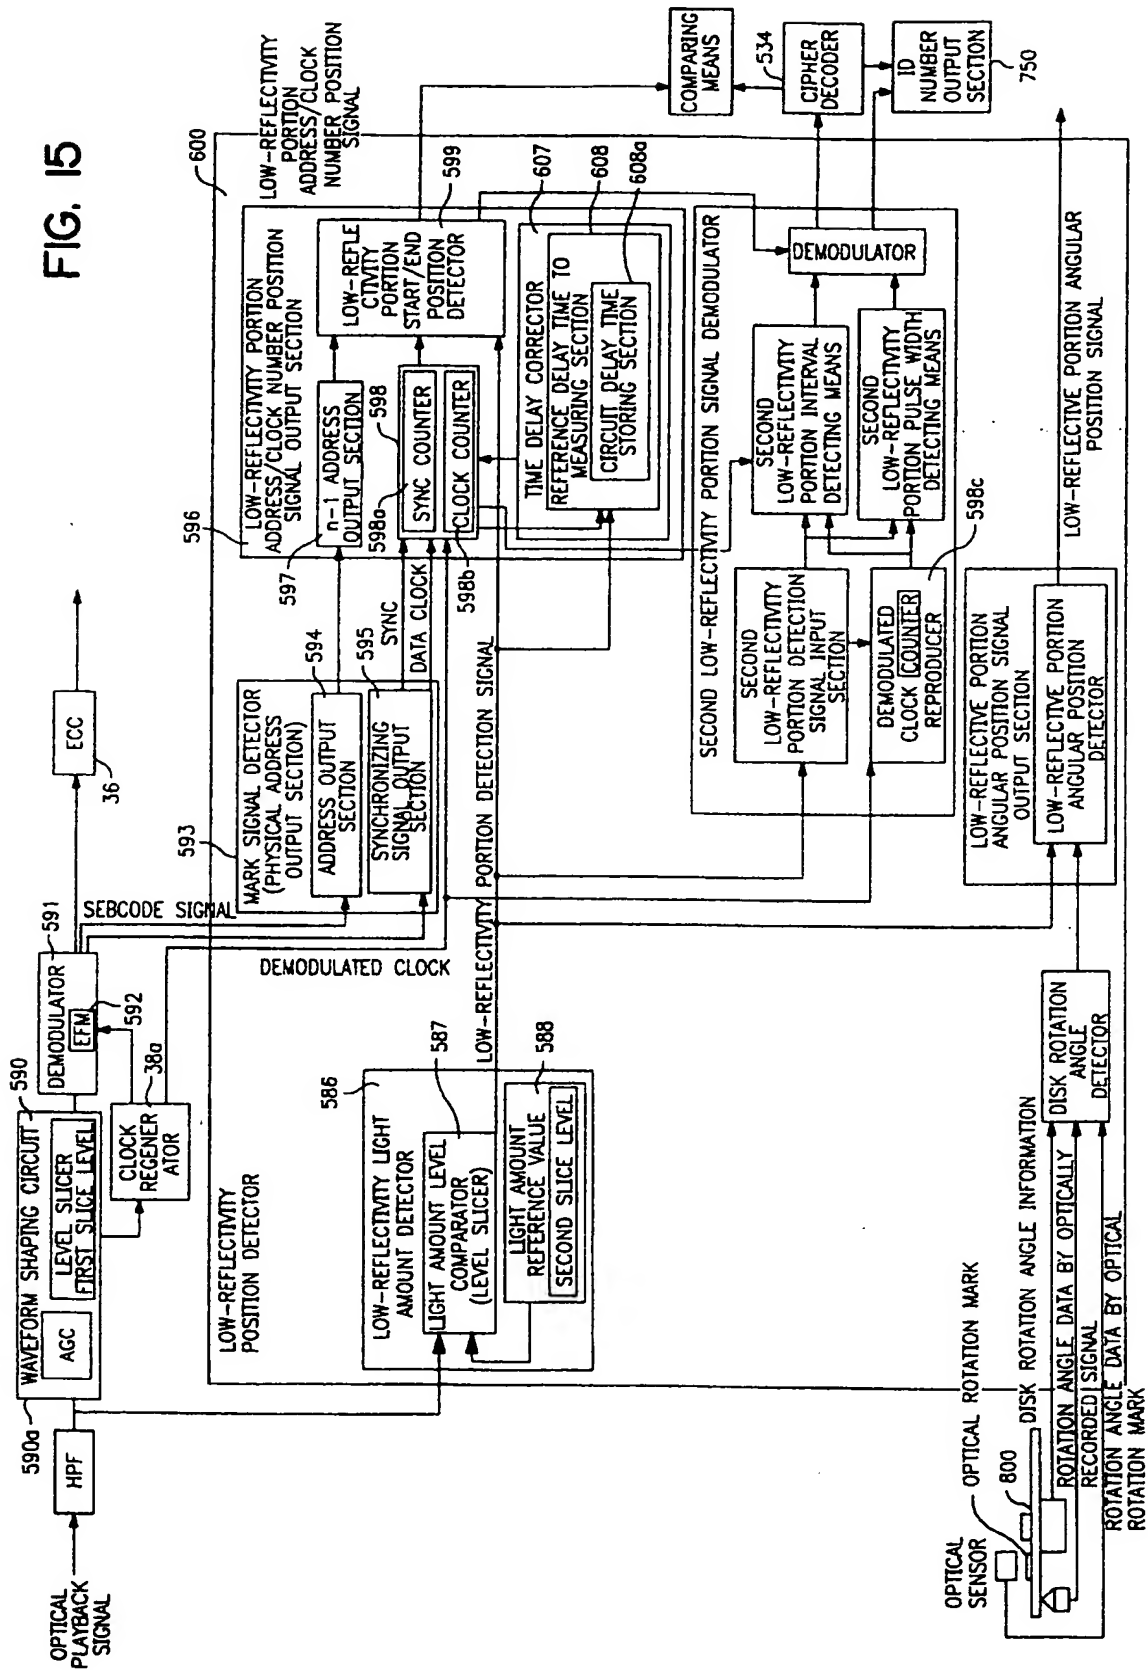 FIG. 15
OPTICAL
PLAYBACK
SIGNAL
HPF
590a
WAVEFORM SHAPING CIRCUIT
590
AGC
LEVEL SLICER
FIRST SLICE LEVEL
CLOCK
REGENER
ATOR
38a
DEMODULATOR
591
EFM
592
ECC
36
SEBCODE SIGNAL
DEMODULATED CLOCK
LOW-REFLECTIVITY
POSITION DETECTOR
600
586
LOW-REFLECTIVITY LIGHT
AMOUNT DETECTOR
587
LIGHT AMOUNT LEVEL
COMPARATOR
(LEVEL SLICER)
588
LIGHT AMOUNT
REFERENCE VALUE
SECOND SLICE LEVEL
LOW-REFLECTIVITY PORTION DETECTION SIGNAL
593
MARK SIGNAL DETECTOR
(PHYSICAL ADDRESS
OUTPUT SECTION)
594
ADDRESS OUTPUT
SECTION
595
SYNCHRONIZING
SIGNAL OUTPUT
SECTION
SYNC
DATA CLOCK
596
LOW-REFLECTIVITY PORTION
ADDRESS/CLOCK NUMBER POSITION
SIGNAL OUTPUT SECTION
597
n-1 ADDRESS
OUTPUT SECTION
598
598a
SYNC COUNTER
CLOCK COUNTER
598b
LOW-REFLE
CTIVITY
PORTION
START/END
POSITION
DETECTOR
599
LOW-REFLECTIVITY
PORTION
ADDRESS/CLOCK
NUMBER POSITION
SIGNAL
607
TIME DELAY CORRECTOR
608
REFERENCE DELAY TIME TO
MEASURING SECTION
608a
CIRCUIT DELAY TIME
STORING SECTION
COMPARING
MEANS
534
CIPHER
DECODER
ID
NUMBER
OUTPUT
SECTION
750
SECOND LOW-REFLECTIVITY PORTION SIGNAL DEMODULATOR
SECOND
LOW-REFLECTIVITY
PORTION DETECTION
SIGNAL INPUT
SECTION
SECOND
LOW-REFLECTIVITY
PORTION INTERVAL
DETECTING MEANS
SECOND
LOW-REFLECTIVITY
PORTION PULSE WIDTH
DETECTING MEANS
DEMODULATOR
DEMODULATED
CLOCK COUNTER
REPRODUCER
598c
LOW-REFLECTIVE PORTION
ANGULAR POSITION SIGNAL
OUTPUT SECTION
LOW-REFLECTIVE PORTION
ANGULAR POSITION
DETECTOR
LOW-REFLECTIVE PORTION ANGULAR
POSITION SIGNAL
DISK ROTATION
ANGLE
DETECTOR
OPTICAL
SENSOR
OPTICAL ROTATION MARK
800
DISK ROTATION ANGLE INFORMATION
ROTATION ANGLE DATA BY OPTICALLY
RECORDED SIGNAL
ROTATION ANGLE DATA BY OPTICAL
ROTATION MARK